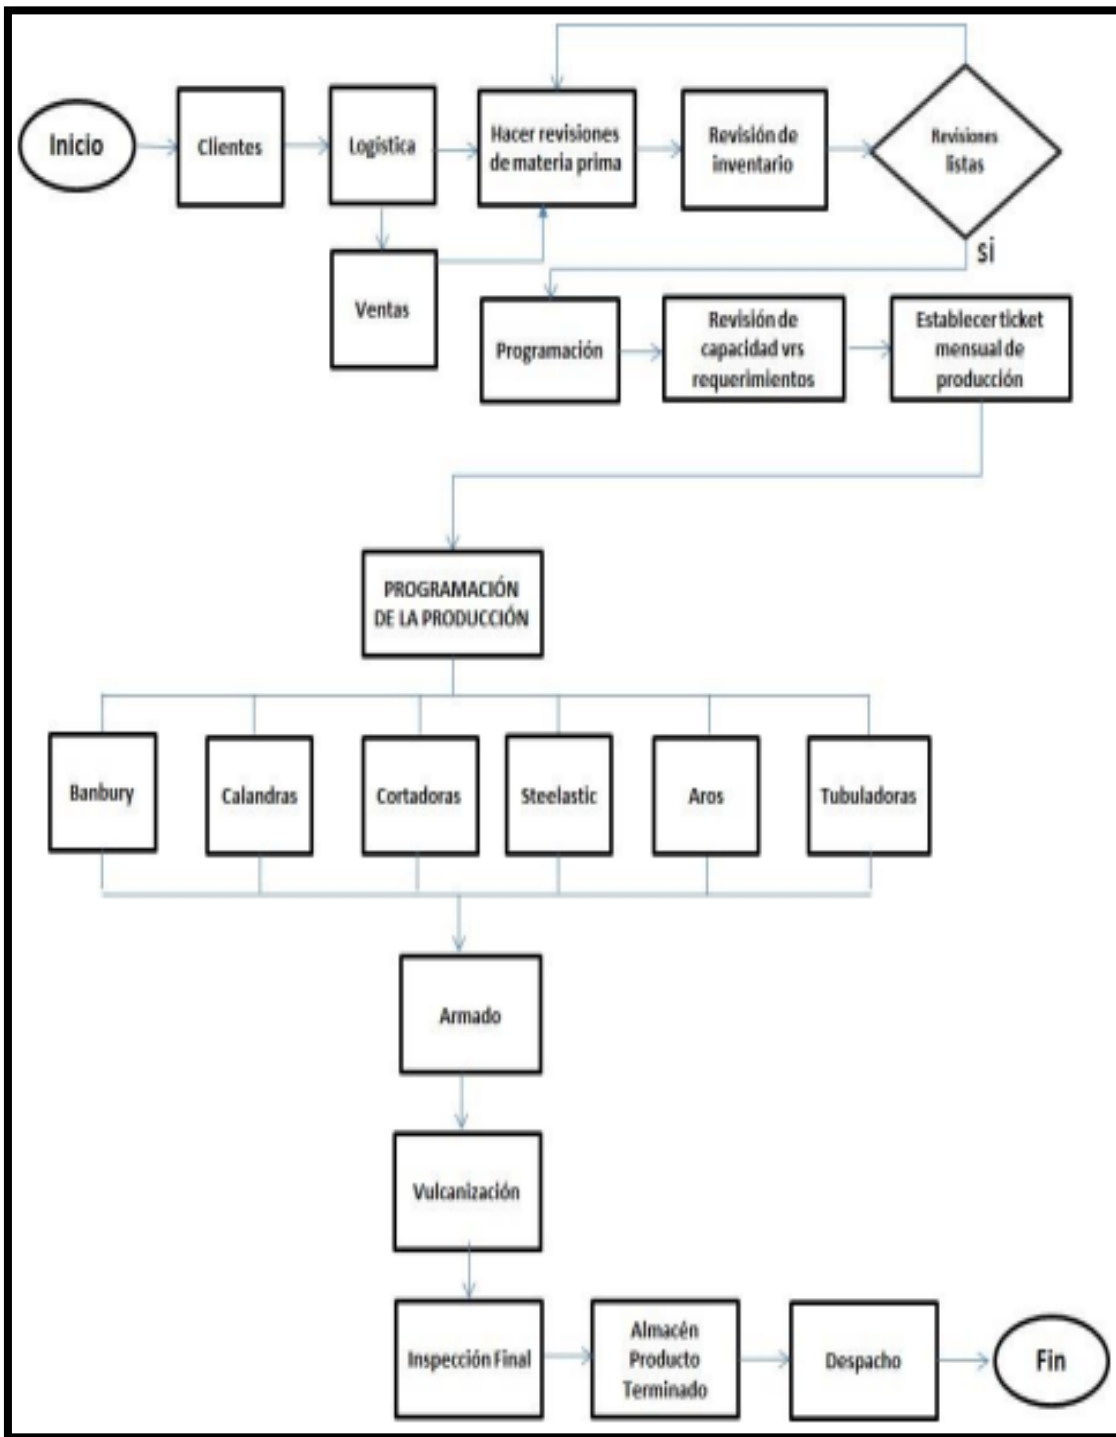 Inicio
Clientes
Logística
Hacer revisiones
de materia prima
Revisión de
inventario
Revisiones
listas
si
Ventas
Programación
Revisión de
capacidad vrs
requerimientos
Establecer ticket
mensual de
producción
PROGRAMACIÓN
DE LA PRODUCCIÓN
Banbury
Calandras
Cortadoras
Steelastic
Aros
Tubuladoras
Armado
Vulcanización
Inspección Final
Almacén
Producto
Terminado
Despacho
Fin